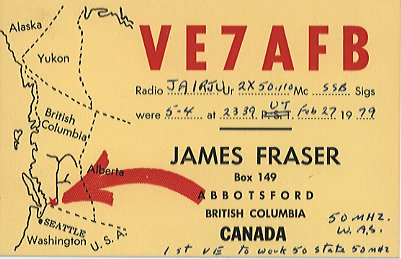 Alaska
Yukon
British
Columbia
Alberta
SEATTLE
Washington
U.S.A.
VE7AFB
Radio JA1RJU Ur 2X 50.110 Mc SSB Sigs
were 5-4 at 2339 UT P.S.T. Feb 27 1979
JAMES FRASER
Box 149
ABBOTSFORD
BRITISH COLUMBIA
CANADA
50 MHZ.
W.A.S.
1st VE to work 50 state 50 MHZ